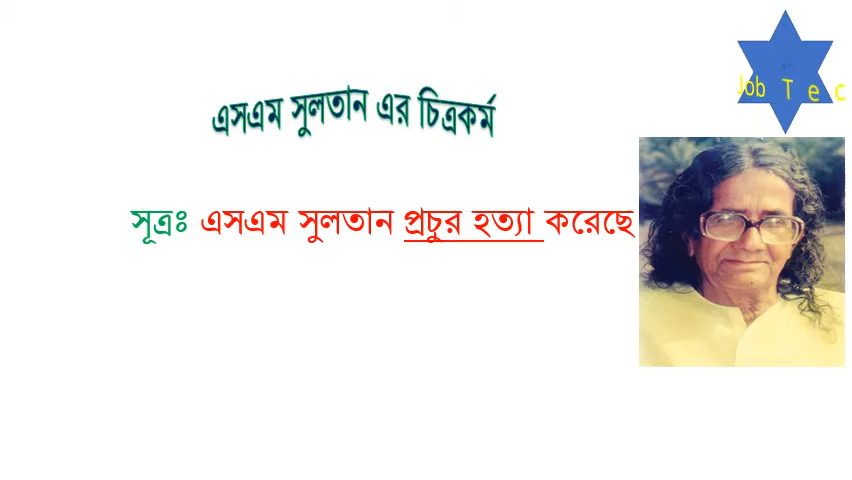 Job Tec
এসএম সুলতান এর চিত্রকর্ম
সূত্রঃ এসএম সুলতান প্রচুর হত্যা করেছে